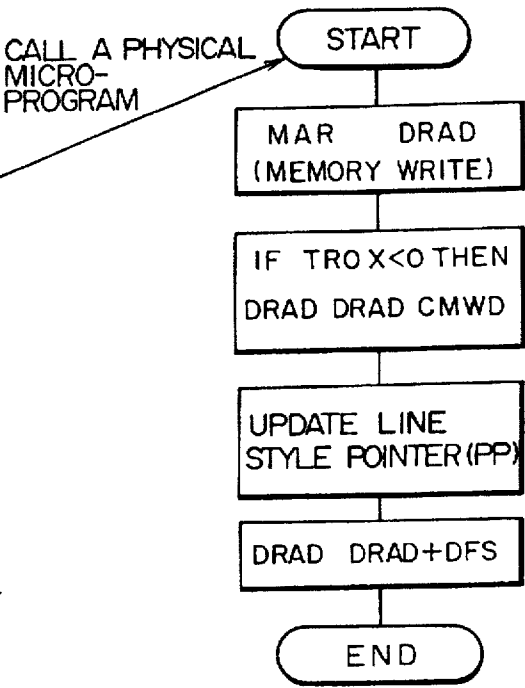 CALL A PHYSICAL
MICRO-
PROGRAM
START
MAR DRAD
(MEMORY WRITE)
IF TRO X<0 THEN
DRAD DRAD CMWD
UPDATE LINE
STYLE POINTER (PP)
DRAD DRAD+DFS
END